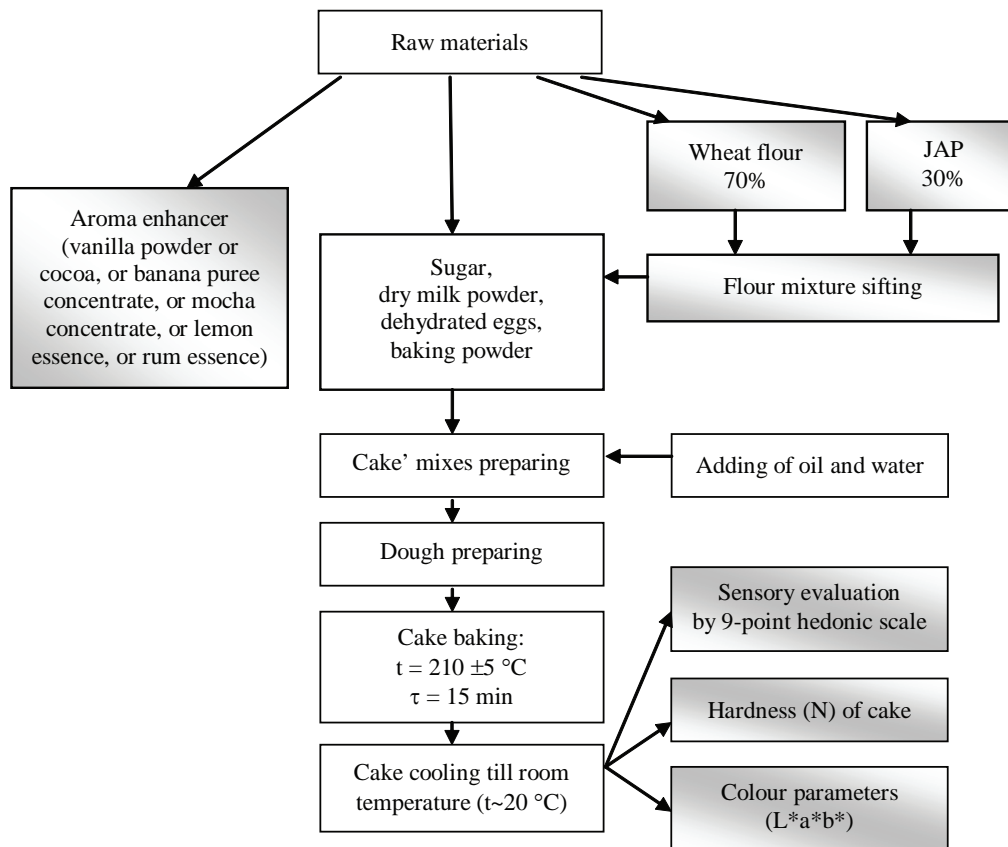 Raw materials
Wheat flour
70%
JAP
30%
Aroma enhancer
(vanilla powder or
cocoa, or banana puree
concentrate, or mocha
concentrate, or lemon
essence, or rum essence)
Sugar,
dry milk powder,
dehydrated eggs,
baking powder
Flour mixture sifting
Cake’ mixes preparing
Adding of oil and water
Dough preparing
Cake baking:
t = 210 ±5 °C
τ = 15 min
Sensory evaluation
by 9-point hedonic scale
Hardness (N) of cake
Cake cooling till room
temperature (t~20 °C)
Colour parameters
(L*a*b*)